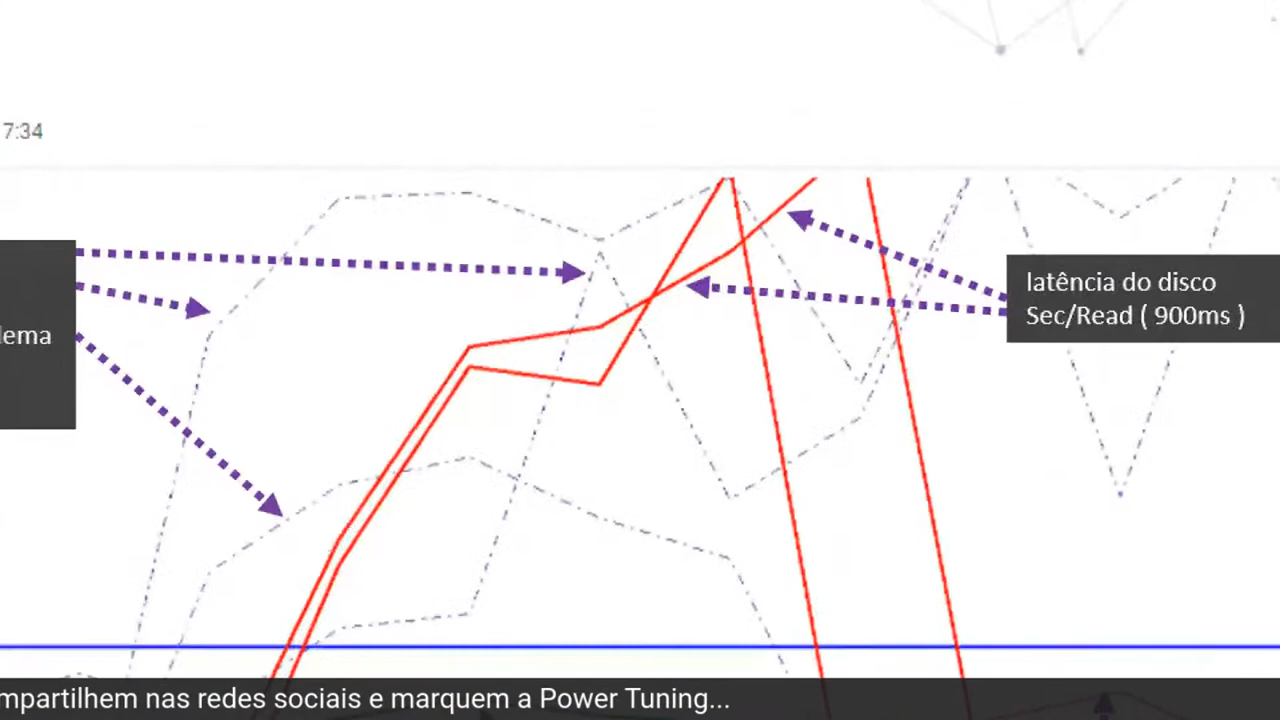 7:34
latência do disco
Sec/Read ( 900ms )
lema
mpartilhem nas redes sociais e marquem a Power Tuning...